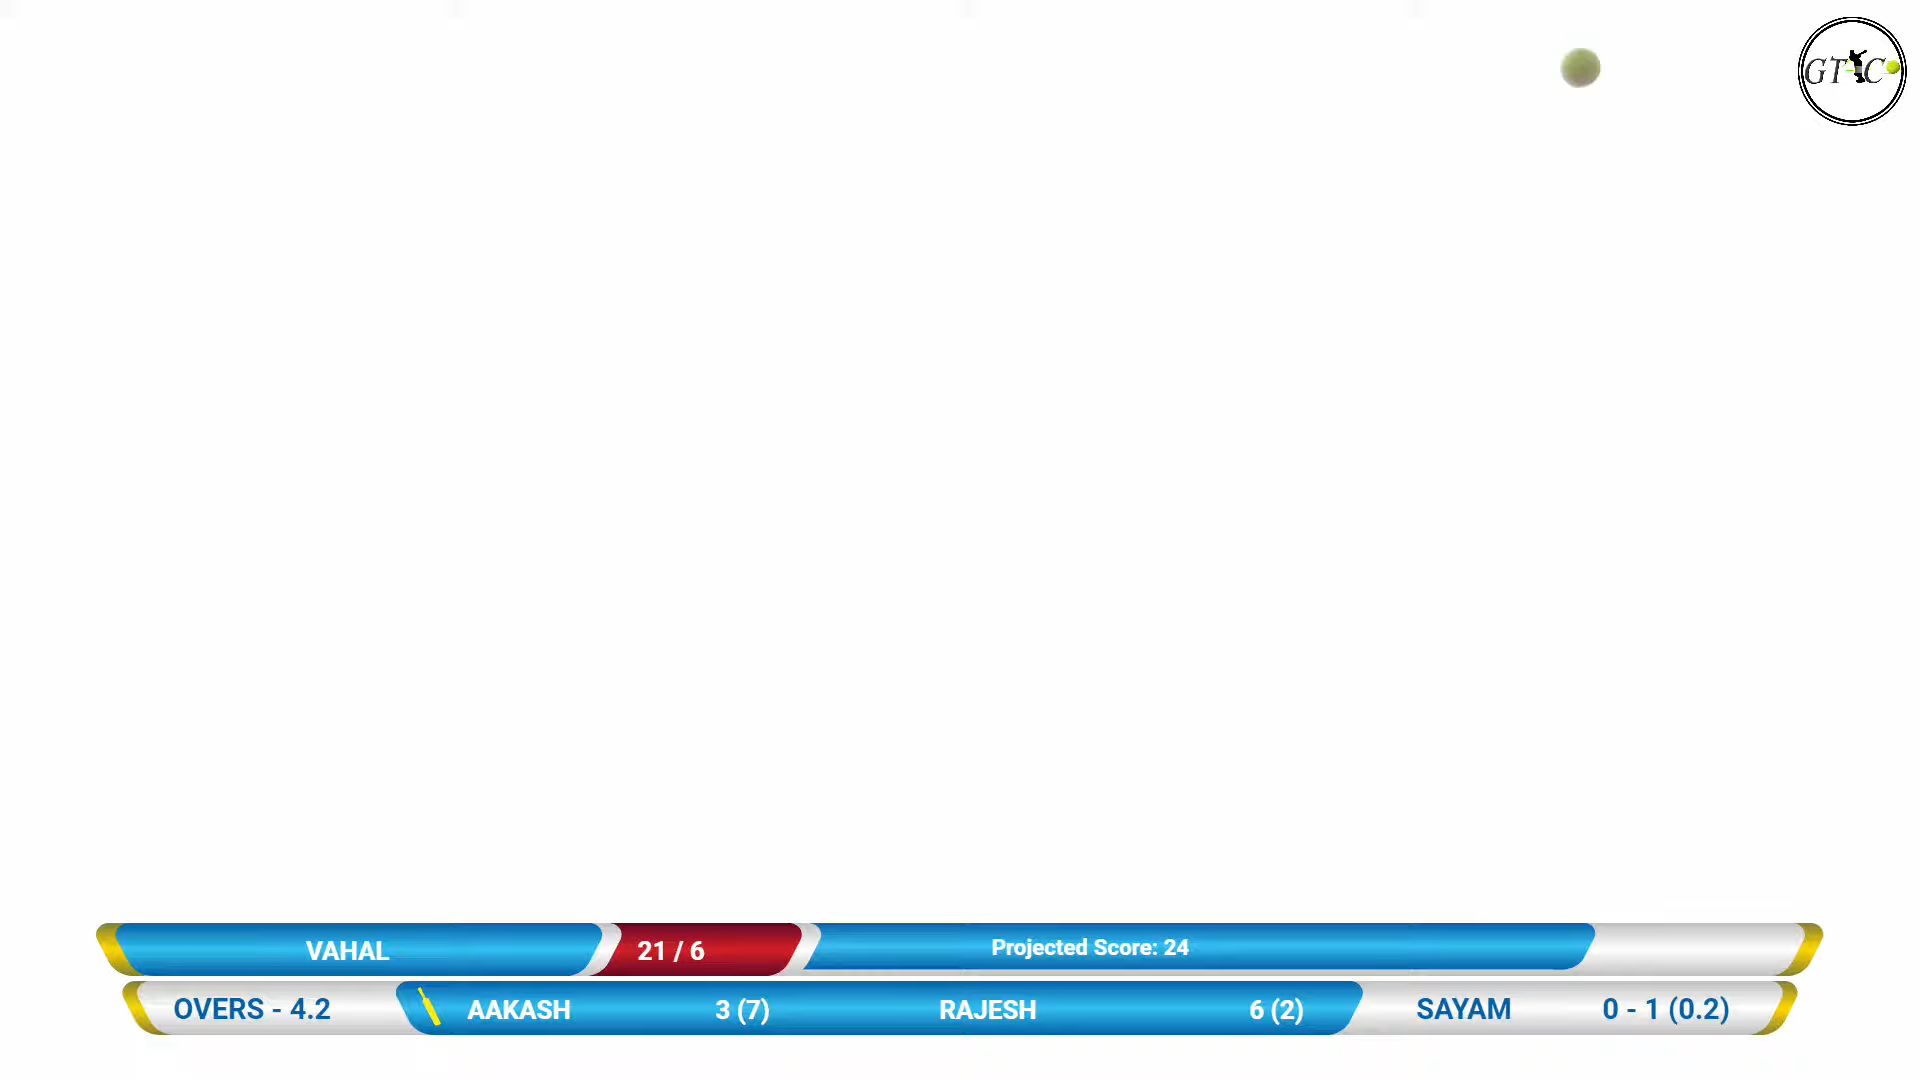 GTC
VAHAL 21 / 6 Projected Score: 24
OVERS - 4.2 AAKASH 3 (7) RAJESH 6 (2) SAYAM 0 - 1 (0.2)